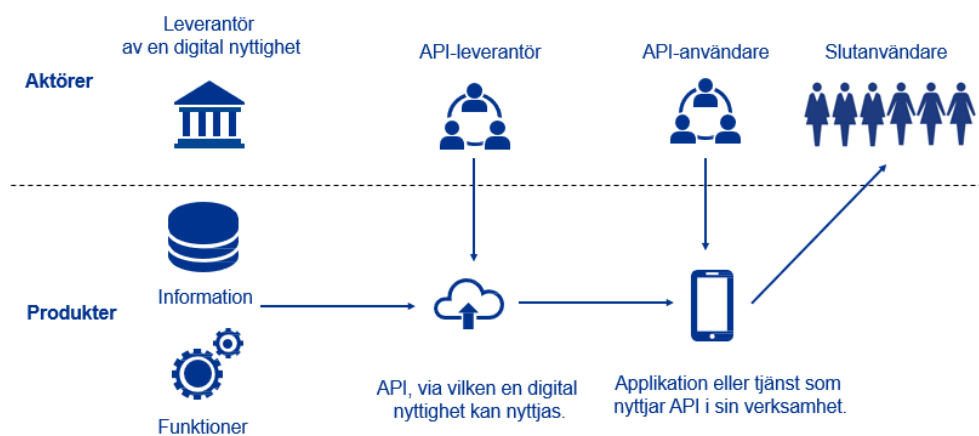 Leverantör
av en digital nyttighet
API-leverantör
API-användare
Slutanvändare
Aktörer
Information
Produkter
Funktioner
API, via vilken en digital
nyttighet kan nyttjas.
Applikation eller tjänst som
nyttjar API i sin verksamhet.